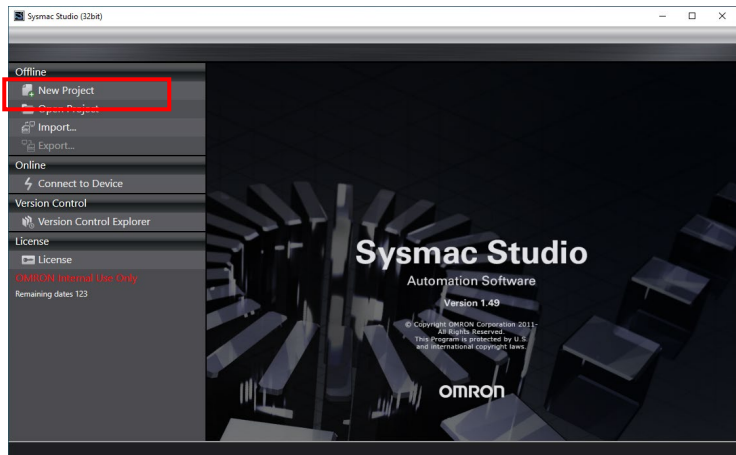 Sysmac Studio (32bit)
Offline
New Project
Open Project
Import...
Export...
Online
Connect to Device
Version Control
Version Control Explorer
License
License
OMRON Internal Use Only
Remaining dates 123
Sysmac Studio
Automation Software
Version 1.49
© Copyright OMRON Corporation 2011-
All Rights Reserved.
This Program is protected by U.S.
and international copyright laws.
OMRON